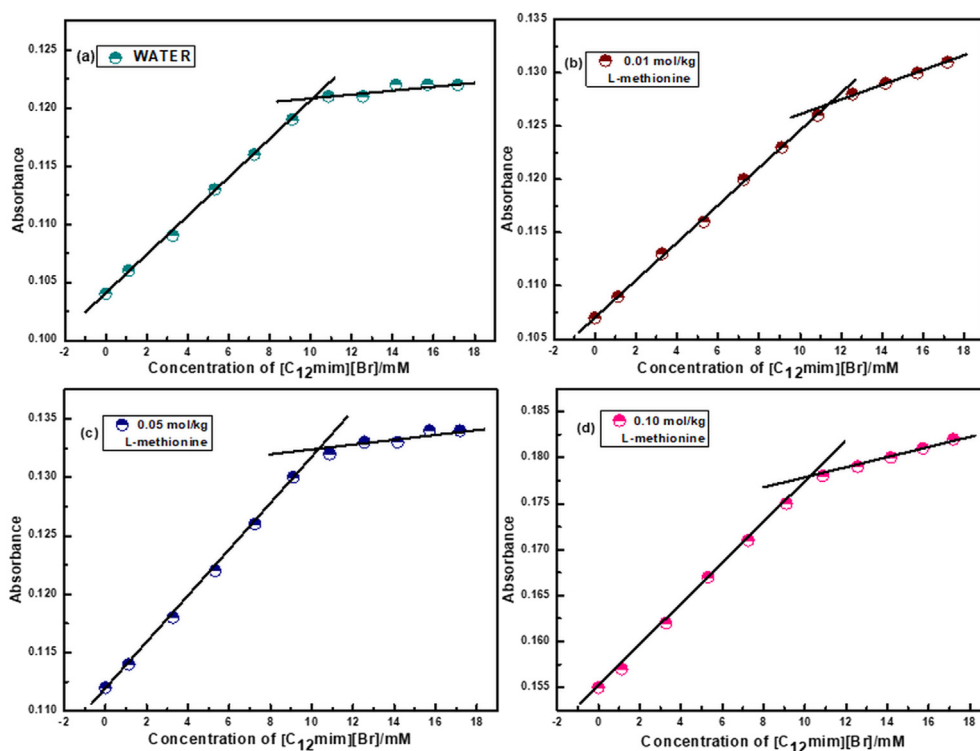 (a) WATER
0.125
0.120
0.115
0.110
0.105
0.100
Absorbance
-2 0 2 4 6 8 10 12 14 16 18
Concentration of [C12mim][Br]/mM
(b) 0.01 mol/kg
L-methionine
0.135
0.130
0.125
0.120
0.115
0.110
0.105
Absorbance
-2 0 2 4 6 8 10 12 14 16 18
Concentration of [C12mim][Br]/mM
(c) 0.05 mol/kg
L-methionine
0.135
0.130
0.125
0.120
0.115
0.110
Absorbance
-2 0 2 4 6 8 10 12 14 16 18
Concentration of [C12mim][Br]/mM
(d) 0.10 mol/kg
L-methionine
0.185
0.180
0.175
0.170
0.165
0.160
0.155
Absorbance
-2 0 2 4 6 8 10 12 14 16 18
Concentration of [C12mim][Br]/mM